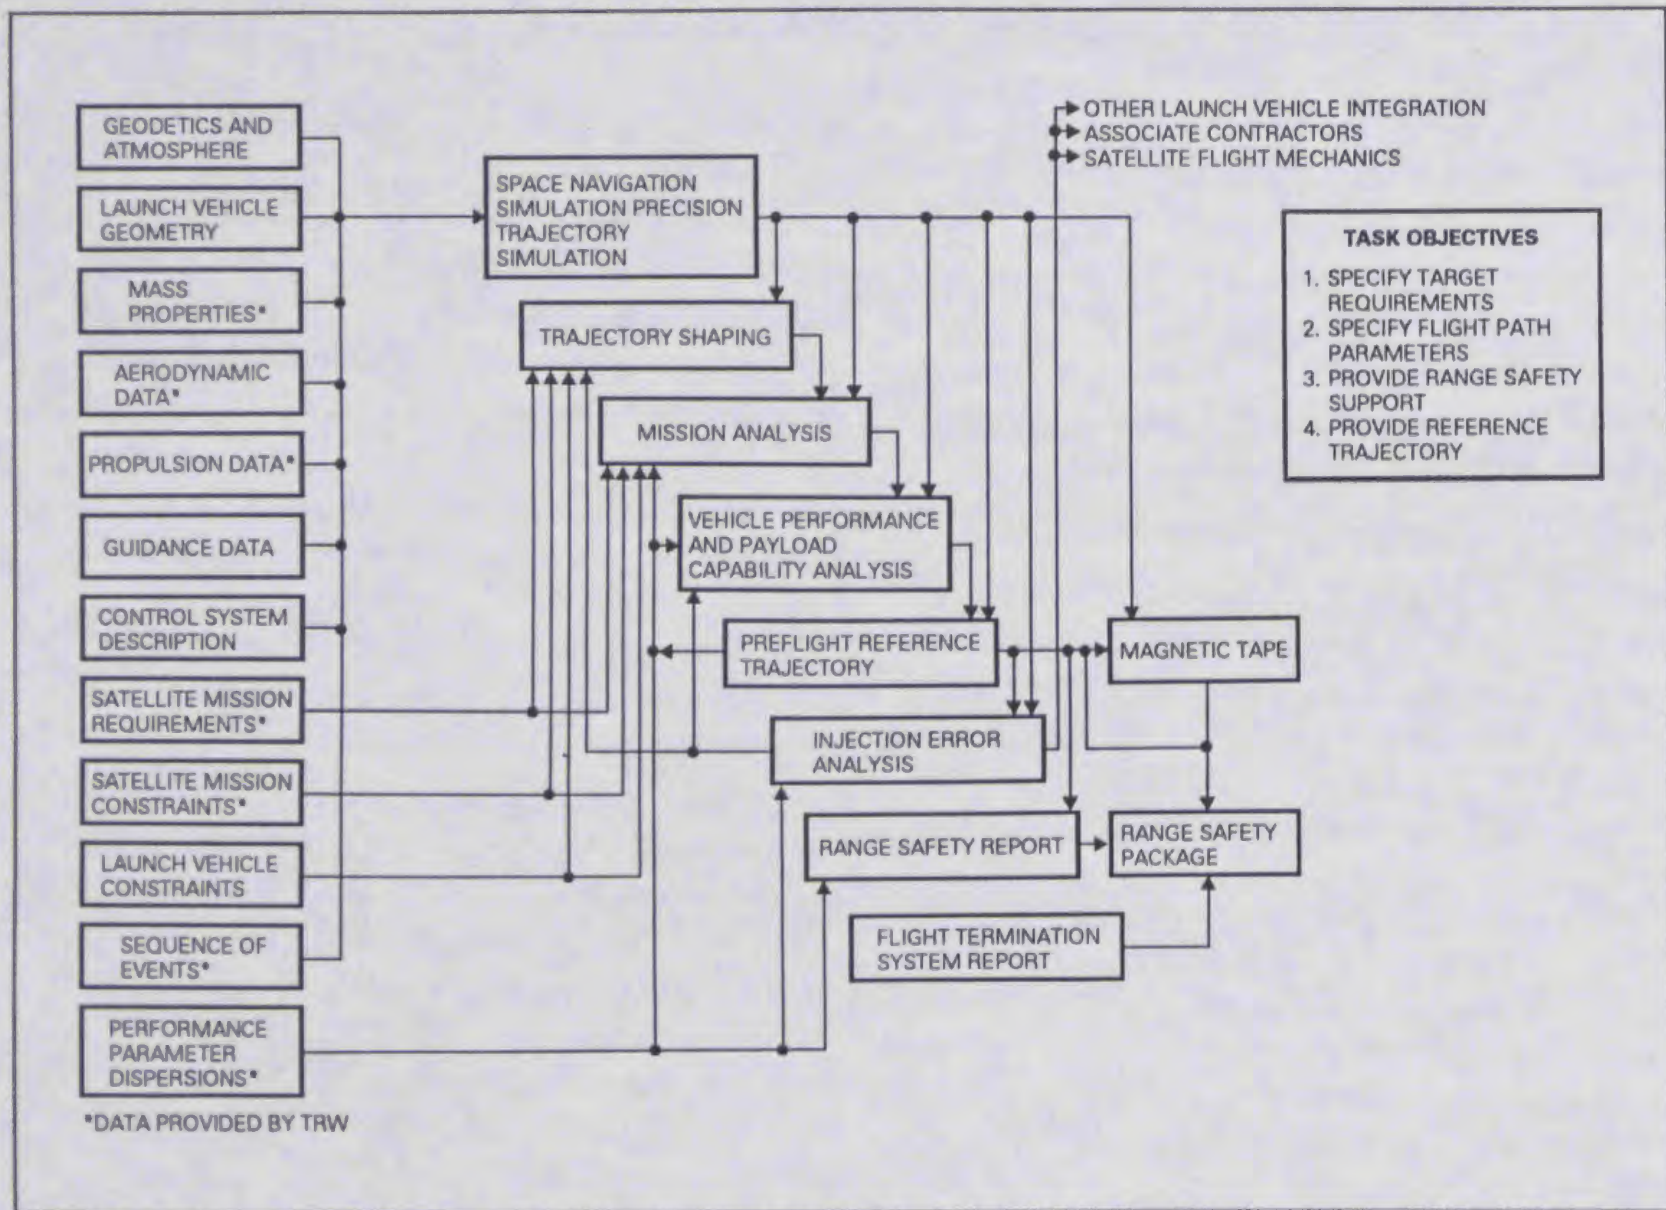 GEODETICS AND
ATMOSPHERE
LAUNCH VEHICLE
GEOMETRY
MASS
PROPERTIES*
AERODYNAMIC
DATA*
PROPULSION DATA*
GUIDANCE DATA
CONTROL SYSTEM
DESCRIPTION
SATELLITE MISSION
REQUIREMENTS*
SATELLITE MISSION
CONSTRAINTS*
LAUNCH VEHICLE
CONSTRAINTS
SEQUENCE OF
EVENTS*
PERFORMANCE
PARAMETER
DISPERSIONS*
*DATA PROVIDED BY TRW
SPACE NAVIGATION
SIMULATION PRECISION
TRAJECTORY
SIMULATION
TRAJECTORY SHAPING
MISSION ANALYSIS
VEHICLE PERFORMANCE
AND PAYLOAD
CAPABILITY ANALYSIS
PREFLIGHT REFERENCE
TRAJECTORY
INJECTION ERROR
ANALYSIS
RANGE SAFETY REPORT
FLIGHT TERMINATION
SYSTEM REPORT
OTHER LAUNCH VEHICLE INTEGRATION
ASSOCIATE CONTRACTORS
SATELLITE FLIGHT MECHANICS
MAGNETIC TAPE
RANGE SAFETY
PACKAGE
TASK OBJECTIVES
1. SPECIFY TARGET
REQUIREMENTS
2. SPECIFY FLIGHT PATH
PARAMETERS
3. PROVIDE RANGE SAFETY
SUPPORT
4. PROVIDE REFERENCE
TRAJECTORY